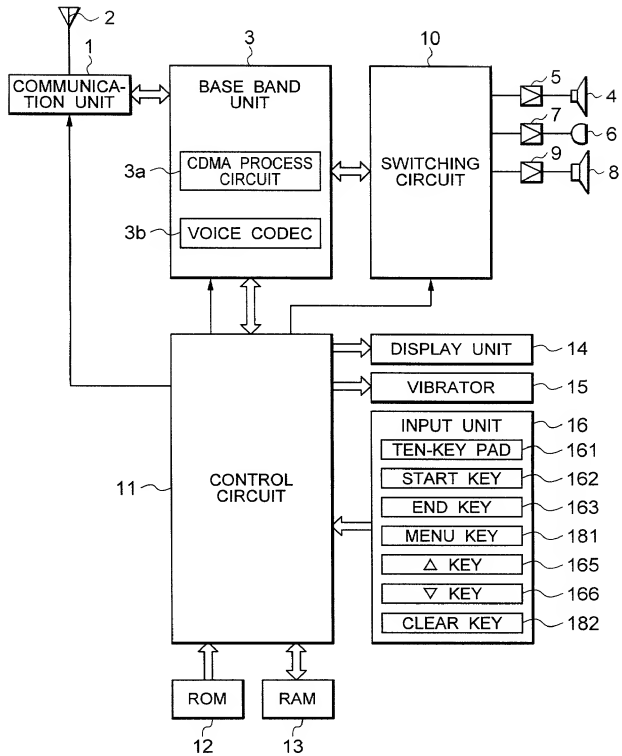 2
1
COMMUNICA-
TION UNIT
3
BASE BAND
UNIT
3a
CDMA PROCESS
CIRCUIT
3b
VOICE CODEC
10
SWITCHING
CIRCUIT
5
4
7
6
9
8
11
CONTROL
CIRCUIT
DISPLAY UNIT
14
VIBRATOR
15
INPUT UNIT
16
TEN-KEY PAD
161
START KEY
162
END KEY
163
MENU KEY
181
△ KEY
165
▽ KEY
166
CLEAR KEY
182
ROM
12
RAM
13